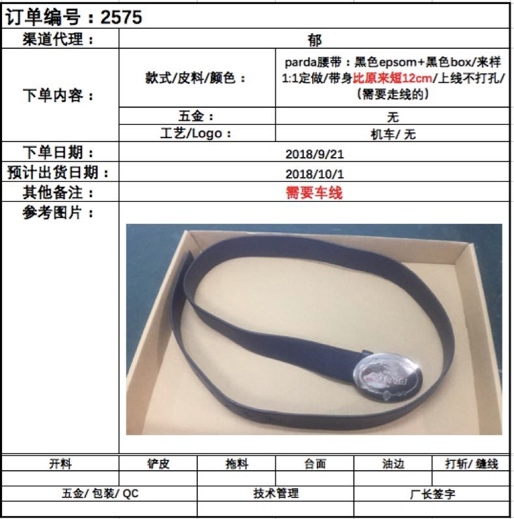 订单编号：2575
渠道代理： 郁
下单内容： 款式/皮料/颜色： parda腰带：黑色epsom+黑色box/来样
1:1定做/带身比原来短12cm/上线不打孔/
（需要走线的）
五金： 无
工艺/Logo： 机车/ 无
下单日期： 2018/9/21
预计出货日期： 2018/10/1
其他备注： 需要车线
参考图片：
开料 铲皮 拖料 台面 油边 打斩/ 缝线
五金/ 包装/ QC 技术管理 厂长签字